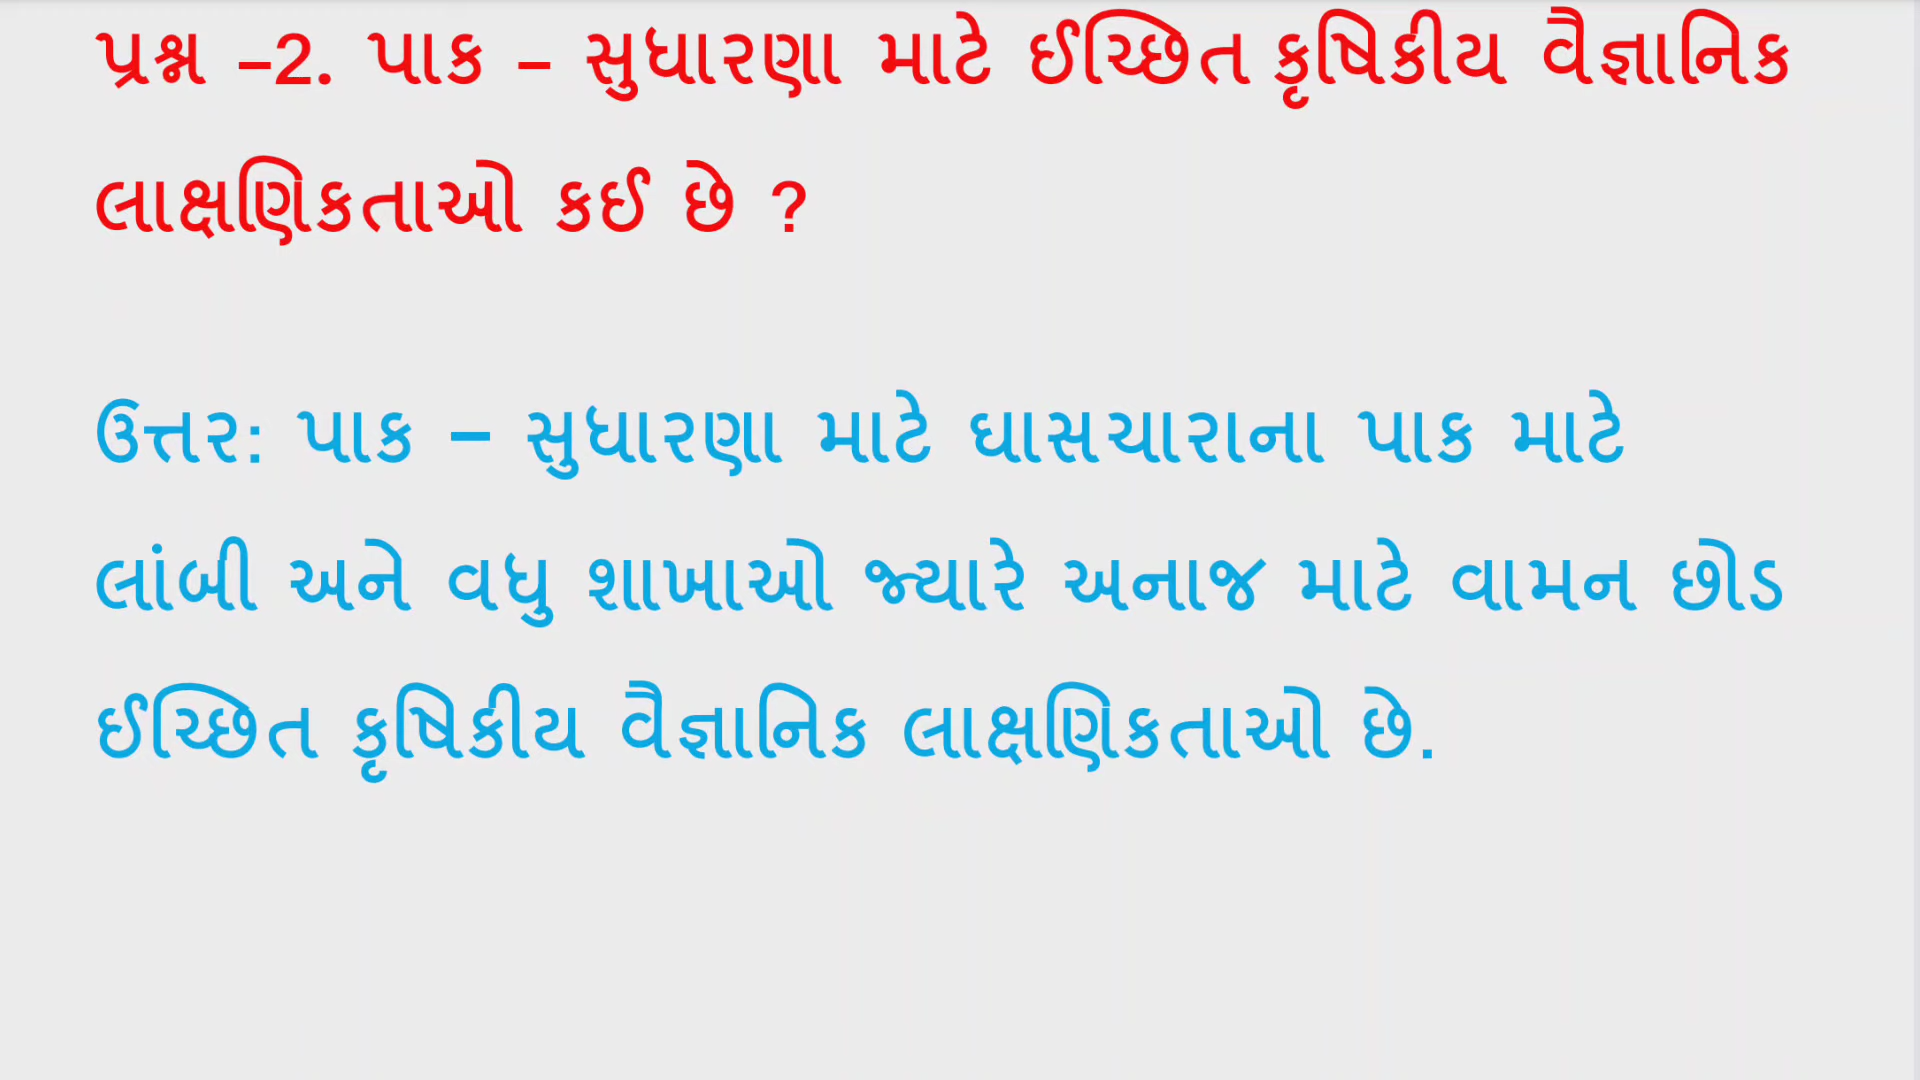 પ્રશ્ન –2. પાક – સુધારણા માટે ઈચ્છિત કૃષિકીય વૈજ્ઞાનિક
લાક્ષણિકતાઓ કઈ છે ?
ઉત્તર: પાક – સુધારણા માટે ઘાસચારાના પાક માટે
લાંબી અને વધુ શાખાઓ જ્યારે અનાજ માટે વામન છોડ
ઈચ્છિત કૃષિકીય વૈજ્ઞાનિક લાક્ષણિકતાઓ છે.